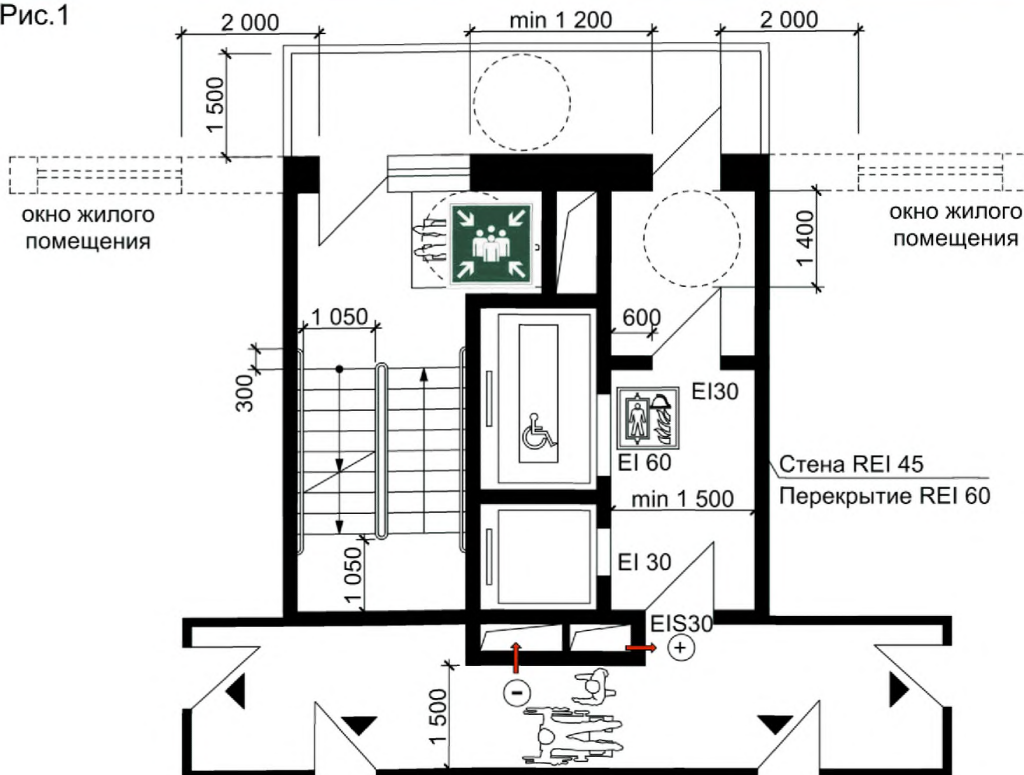 Рис.1
2 000
min 1 200
2 000
1 500
окно жилого
помещения
окно жилого
помещения
1 400
1 050
600
300
EI30
EI 60
Стена REI 45
Перекрытие REI 60
min 1 500
EI 30
1 050
EIS30
+
-
1 500